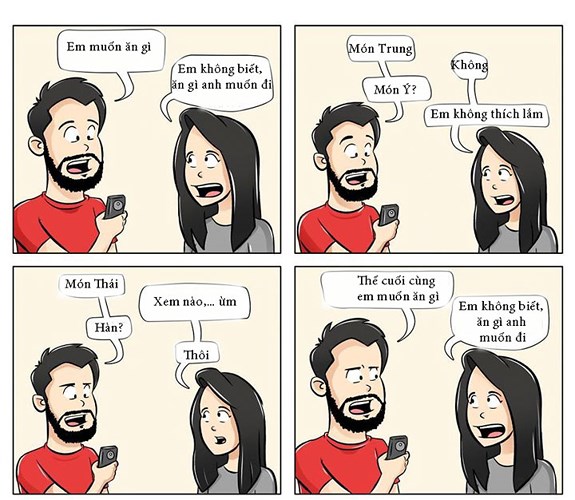 Em muốn ăn gì
Em không biết,
ăn gì anh muốn đi
Món Trung
Không
Món Ý?
Em không thích lắm
Món Thái
Hàn?
Xem nào,... ừm
Thôi
Thế cuối cùng
em muốn ăn gì
Em không biết,
ăn gì anh
muốn đi